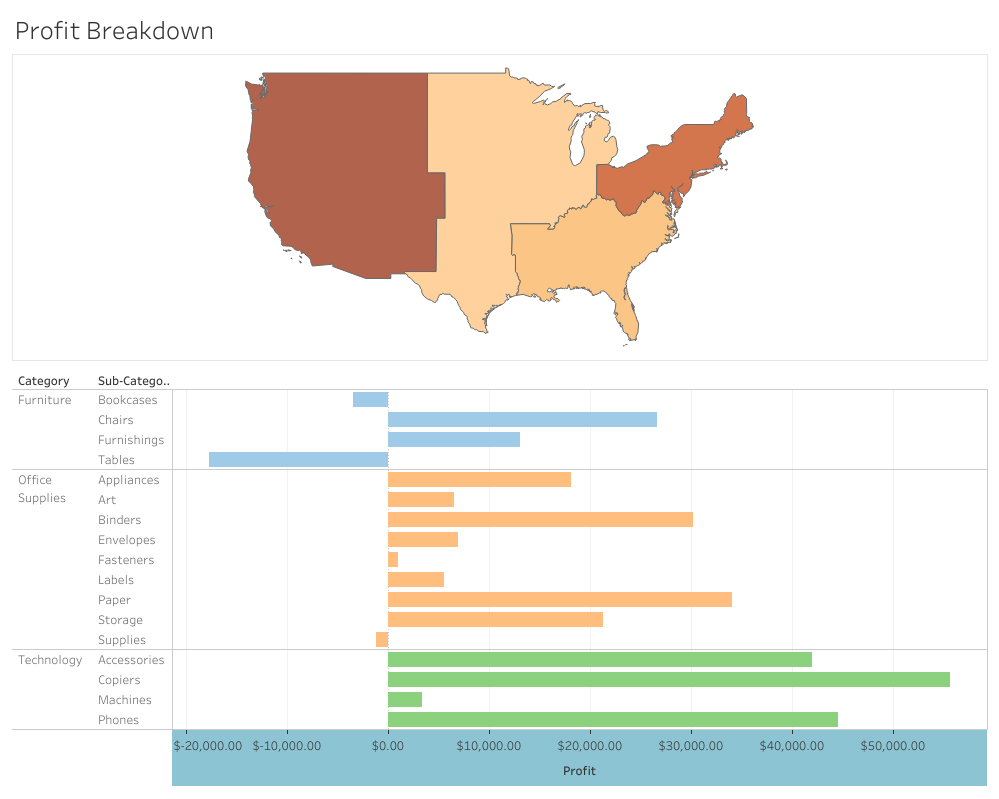 Profit Breakdown
Category Sub-Catego..
Furniture Bookcases
Chairs
Furnishings
Tables
Office Supplies Appliances
Art
Binders
Envelopes
Fasteners
Labels
Paper
Storage
Supplies
Technology Accessories
Copiers
Machines
Phones
$-20,000.00 $-10,000.00 $0.00 $10,000.00 $20,000.00 $30,000.00 $40,000.00 $50,000.00
Profit